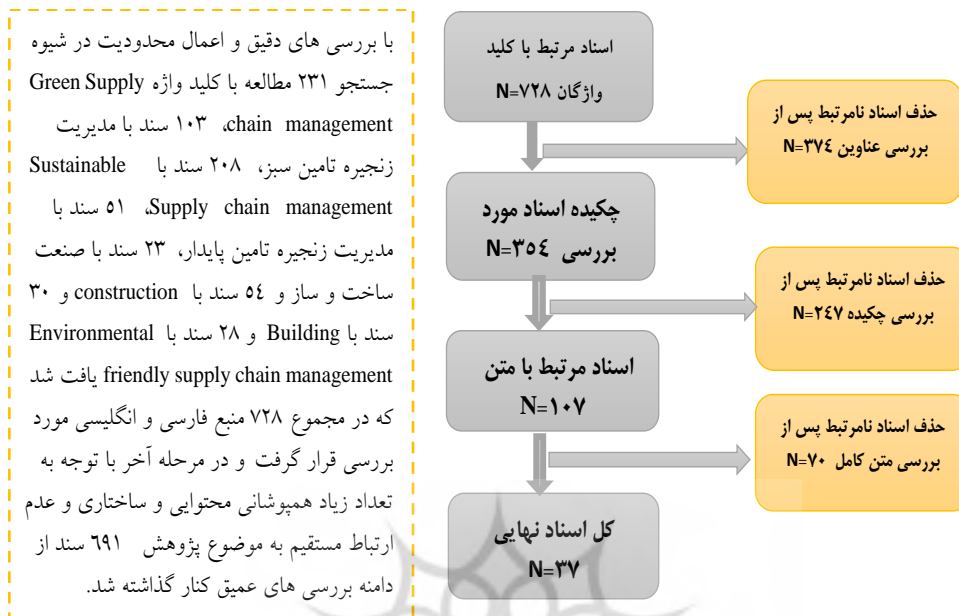 با بررسی های دقیق و اعمال محدودیت در شیوه
جستجو ۲۳۱ مطالعه با کلید واژه Green Supply
chain management، ۱۰۳ سند با مدیریت
زنجیره تامین سبز، ۲۰۸ سند با Sustainable
Supply chain management، ۵۱ سند با
مدیریت زنجیره تامین پایدار، ۲۳ سند با صنعت
ساخت و ساز و ٥٤ سند با construction و ۳۰
سند با Building و ۲۸ سند با Environmental
friendly supply chain management یافت شد
که در مجموع ۷۲۸ منبع فارسی و انگلیسی مورد
بررسی قرار گرفت و در مرحله آخر با توجه به
تعداد زیاد همپوشانی محتوایی و ساختاری و عدم
ارتباط مستقیم به موضوع پژوهش ٦۹۱ سند از
دامنه بررسی های عمیق کنار گذاشته شد.
اسناد مرتبط با کلید
واژگان N=۷۲۸
حذف اسناد نامرتبط پس از
بررسی عناوین N=۳۷٤
چکیده اسناد مورد
بررسی N=۳٥٤
حذف اسناد نامرتبط پس از
بررسی چکیده N=۲٤۷
اسناد مرتبط با متن
N=۱۰۷
حذف اسناد نامرتبط پس از
بررسی متن کامل N=۷۰
کل اسناد نهایی
N=۳۷